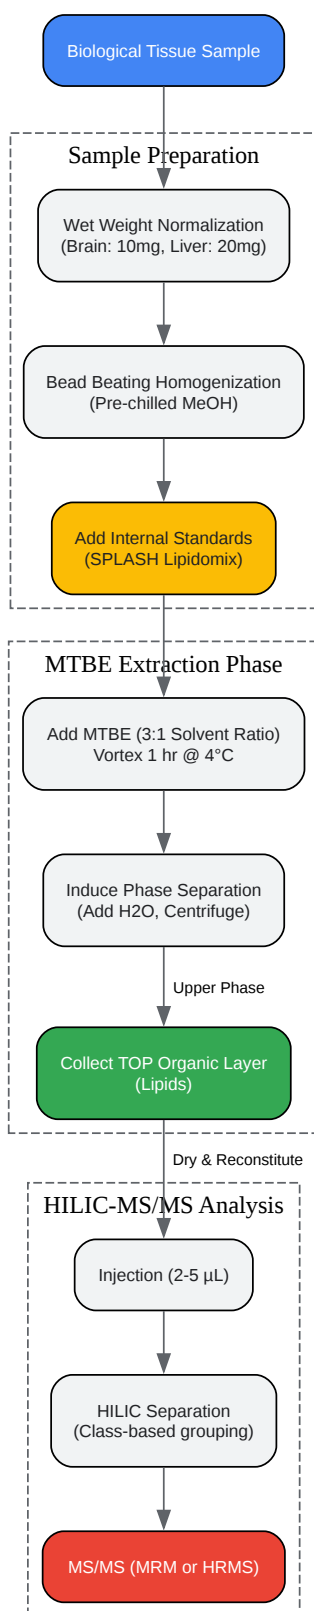 Biological Tissue Sample
Sample Preparation
Wet Weight Normalization
(Brain: 10mg, Liver: 20mg)
Bead Beating Homogenization
(Pre-chilled MeOH)
Add Internal Standards
(SPLASH Lipidomix)
MTBE Extraction Phase
Add MTBE (3:1 Solvent Ratio)
Vortex 1 hr @ 4°C
Induce Phase Separation
(Add H2O, Centrifuge)
Upper Phase
Collect TOP Organic Layer
(Lipids)
Dry & Reconstitute
HILIC-MS/MS Analysis
Injection (2-5 µL)
HILIC Separation
(Class-based grouping)
MS/MS (MRM or HRMS)